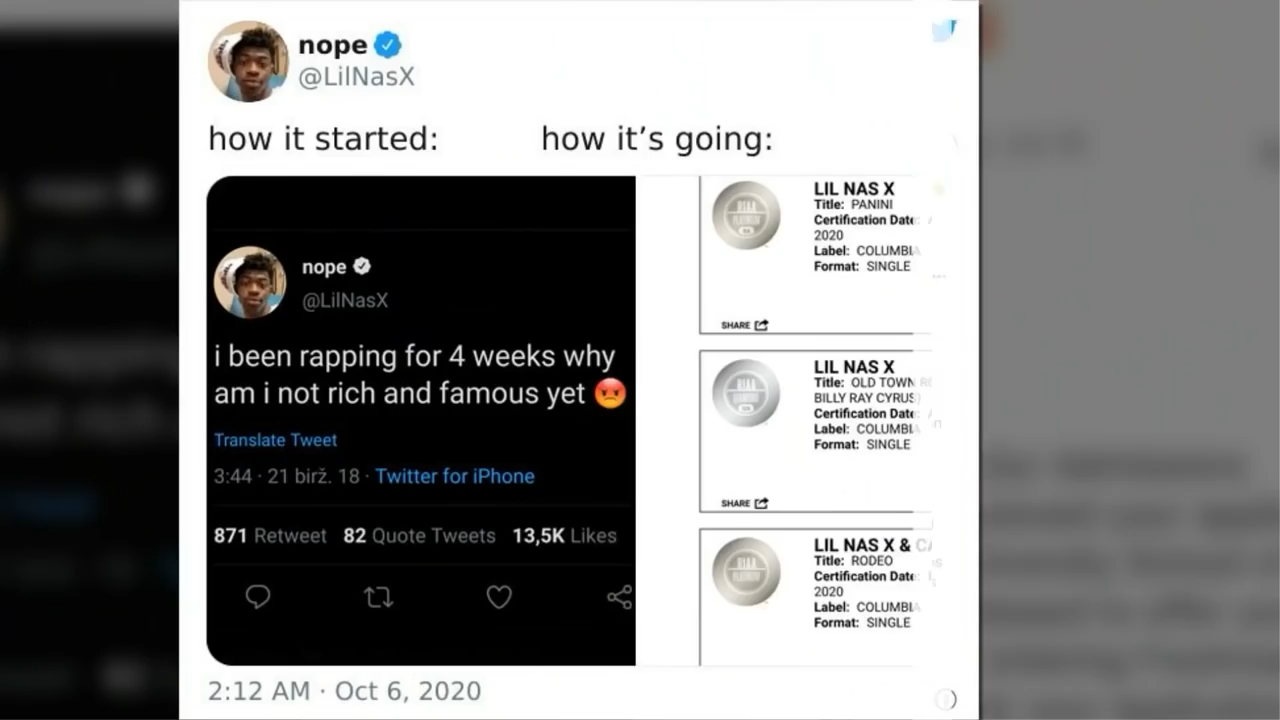 nope
@LilNasX
how it started: how it's going:
nope
@LilNasX
i been rapping for 4 weeks why
am i not rich and famous yet 😡
Translate Tweet
3:44 · 21 birž. 18 · Twitter for iPhone
871 Retweet 82 Quote Tweets 13,5K Likes
LIL NAS X
Title: PANINI
Certification Date:
2020
Label: COLUMBIA
Format: SINGLE
SHARE
LIL NAS X
Title: OLD TOWN
BILLY RAY CYRUS)
Certification Date:
Label: COLUMBIA
Format: SINGLE
SHARE
LIL NAS X &
Title: RODEO
Certification Date:
2020
Label: COLUMBIA
Format: SINGLE
2:12 AM · Oct 6, 2020